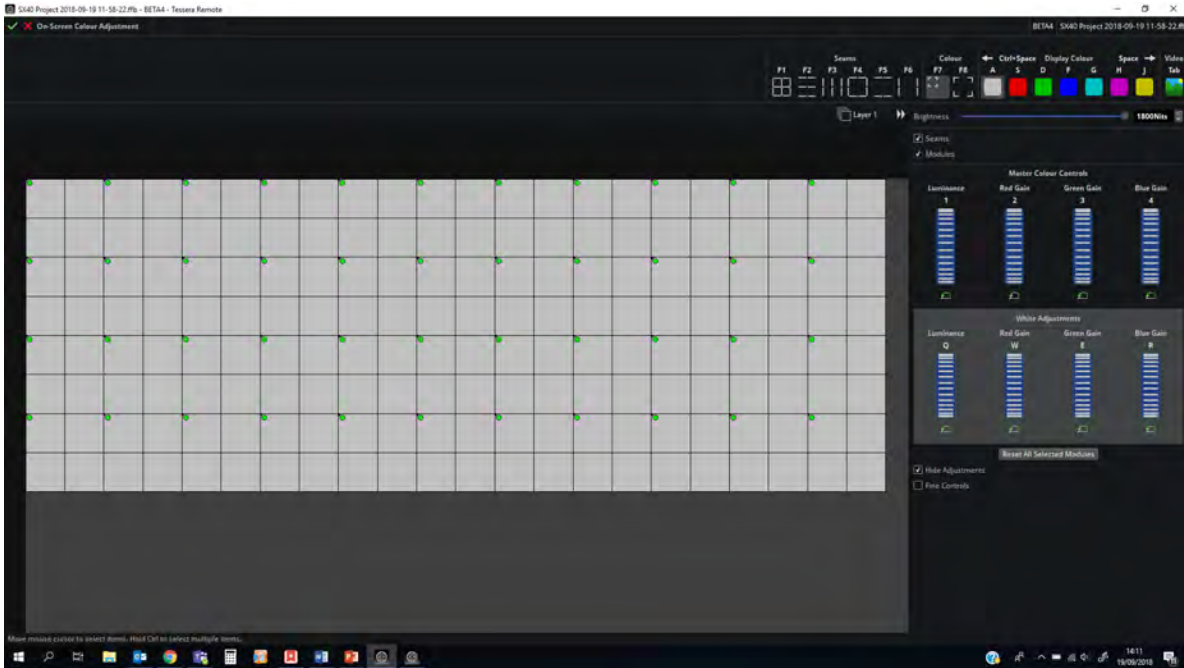 SX40 Project 2018-09-19 11-58-22.ffb - BETA4 - Tessera Remote
On-Screen Colour Adjustment
BETA4 SX40 Project 2018-09-19 11-58-22.ff
Seams Colour Ctrl+Space Display Colour Space Video
F1 F2 F3 F4 F5 F6 F7 F8 A S D F G H J Tab
Layer 1
Brightness 1800Nits
Seams
Modules
Master Colour Controls
Luminance Red Gain Green Gain Blue Gain
1 2 3 4
White Adjustments
Luminance Red Gain Green Gain Blue Gain
Q W E R
Reset All Selected Modules
Hide Adjustments
Fine Controls
Move mouse cursor to select items. Hold Ctrl to select multiple items.
14:11
19/09/2018